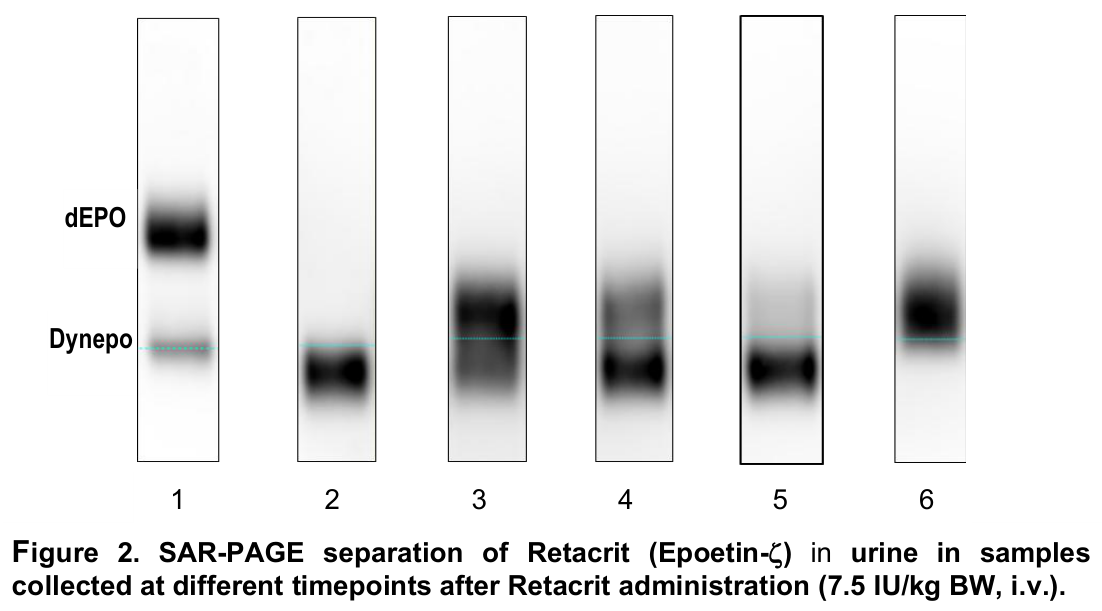 dEPO
Dynepo
1 2 3 4 5 6
Figure 2. SAR-PAGE separation of Retacrit (Epoetin-ζ) in urine in samples
collected at different timepoints after Retacrit administration (7.5 IU/kg BW, i.v.).